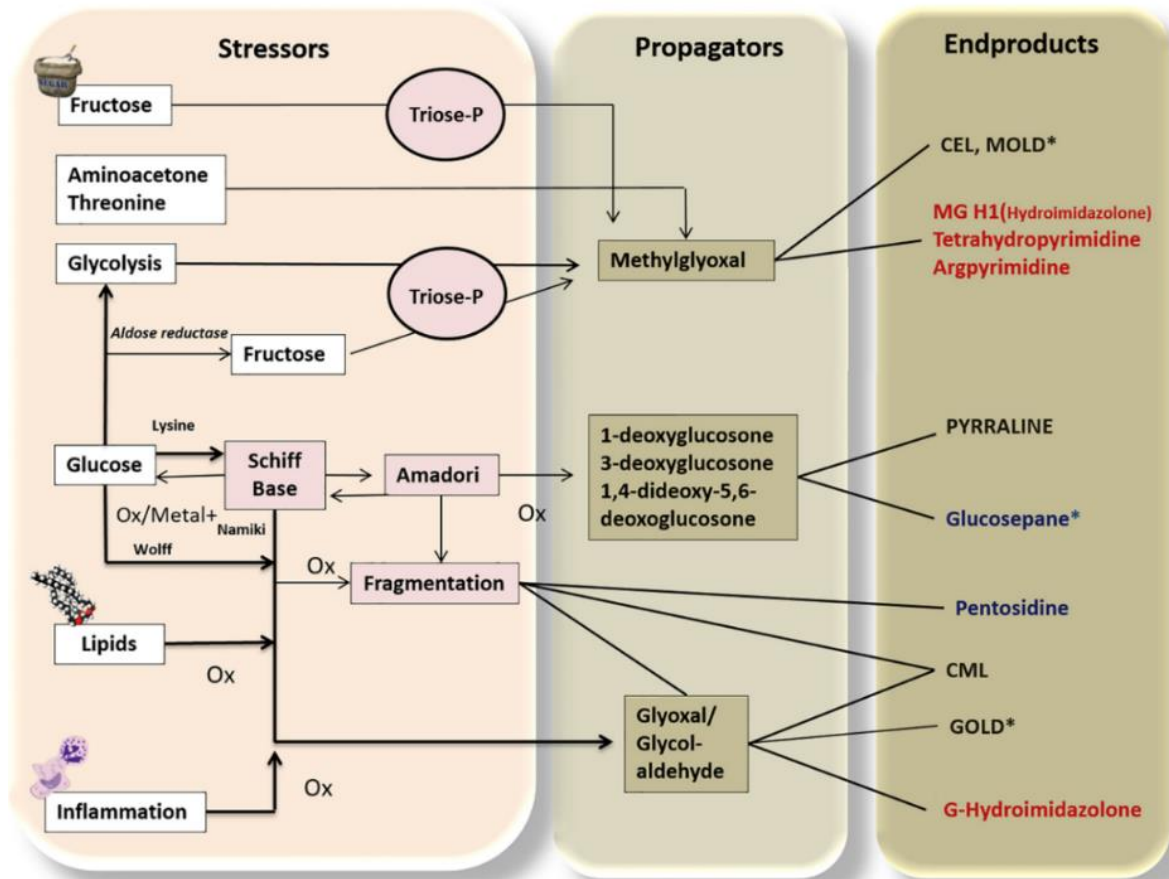 Stressors
Propagators
Endproducts
SUGAR
Fructose
Triose-P
Aminoacetone
Threonine
Glycolysis
Triose-P
Aldose reductase
Fructose
Methylglyoxal
CEL, MOLD*
MG H1(Hydroimidazolone)
Tetrahydropyrimidine
Argpyrimidine
Lysine
Glucose
Schiff
Base
Amadori
Ox
Ox/Metal+
Namiki
Wolff
Ox
Fragmentation
1-deoxyglucosone
3-deoxyglucosone
1,4-dideoxy-5,6-
deoxoglucosone
PYRRALINE
Glucosepane*
Pentosidine
Lipids
Ox
CML
Glyoxal/
Glycol-
aldehyde
GOLD*
Ox
Inflammation
G-Hydroimidazolone